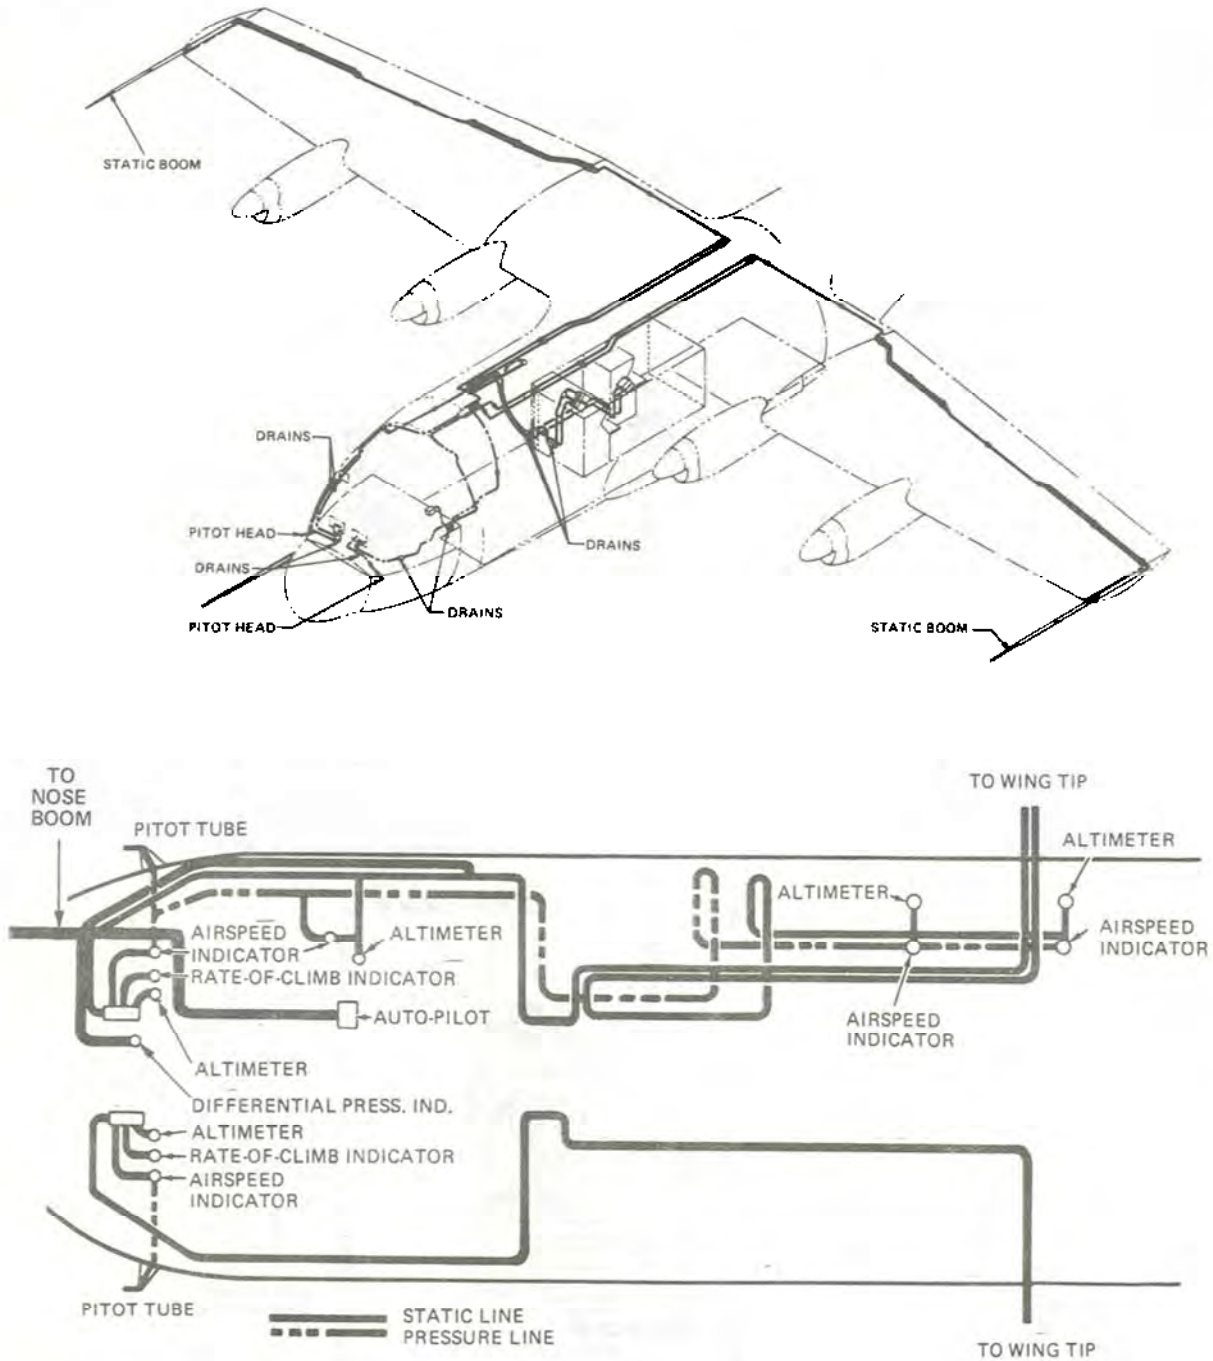 STATIC BOOM
DRAINS
PITOT HEAD
DRAINS
DRAINS
PITOT HEAD
DRAINS
STATIC BOOM
TO
NOSE
BOOM
TO WING TIP
PITOT TUBE
ALTIMETER
ALTIMETER
AIRSPEED
INDICATOR
ALTIMETER
AIRSPEED
INDICATOR
RATE-OF-CLIMB INDICATOR
AUTO-PILOT
AIRSPEED
INDICATOR
ALTIMETER
DIFFERENTIAL PRESS. IND.
ALTIMETER
RATE-OF-CLIMB INDICATOR
AIRSPEED
INDICATOR
PITOT TUBE
STATIC LINE
PRESSURE LINE
TO WING TIP